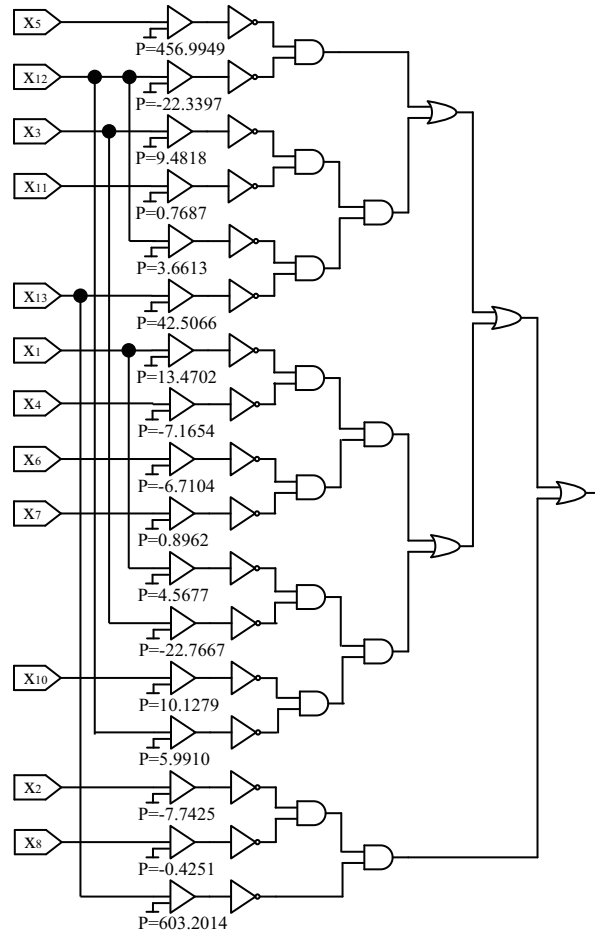 X5
P=456.9949
X12
P=-22.3397
X3
P=9.4818
X11
P=0.7687
P=3.6613
X13
P=42.5066
X1
P=13.4702
X4
P=-7.1654
X6
P=-6.7104
X7
P=0.8962
P=4.5677
P=-22.7667
X10
P=10.1279
P=5.9910
X2
P=-7.7425
X8
P=-0.4251
P=603.2014